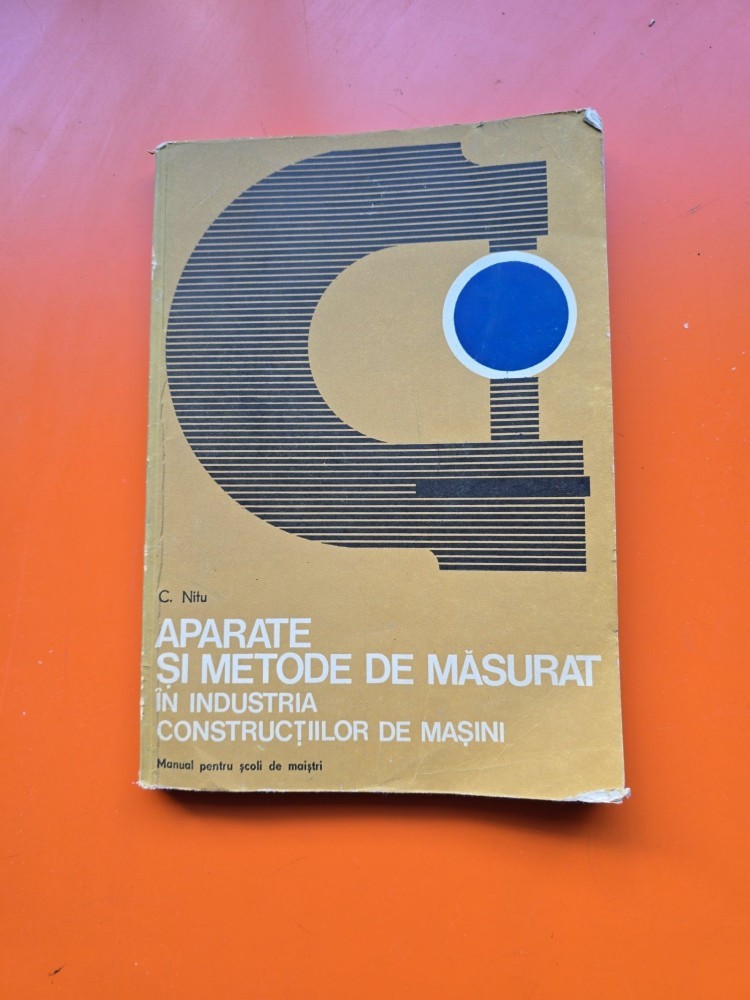 C. Nitu
APARATE
ȘI METODE DE MĂSURAT
ÎN INDUSTRIA
CONSTRUCȚIILOR DE MAȘINI
Manual pentru școli de maiștri